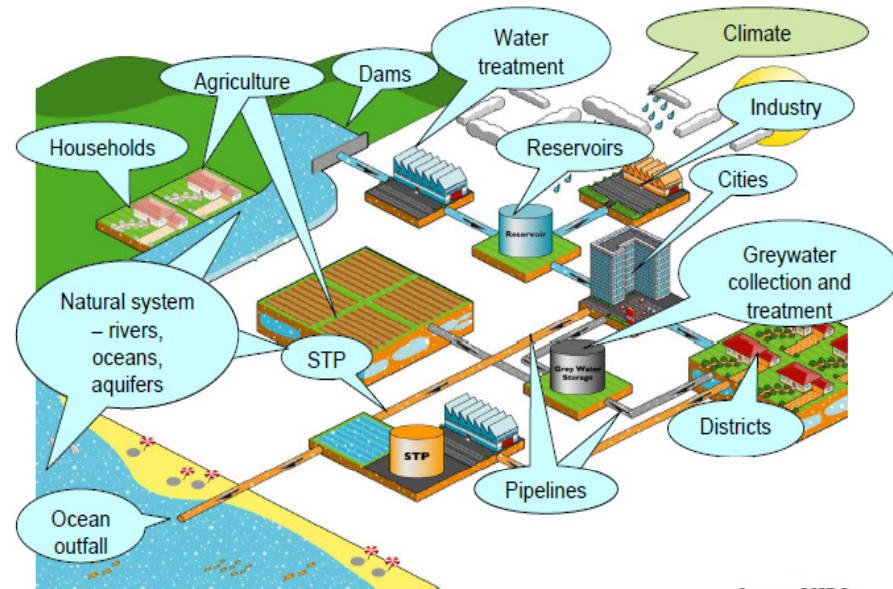 Climate
Water
treatment
Dams
Agriculture
Industry
Households
Reservoirs
Cities
Reservoir
Greywater
collection and
treatment
Natural system
– rivers,
oceans,
aquifers
STP
Grey Water
Storage
Districts
STP
Pipelines
Ocean
outfall